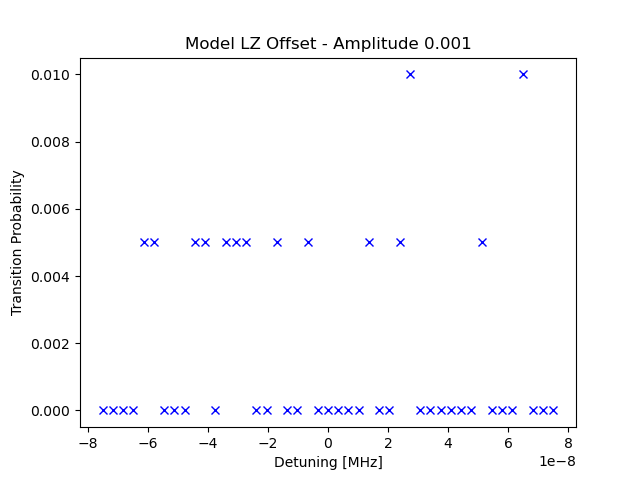 Model LZ Offset - Amplitude 0.001
Transition Probability
0.010
0.008
0.006
0.004
0.002
0.000
−8 −6 −4 −2 0 2 4 6 8
1e−8
Detuning [MHz]